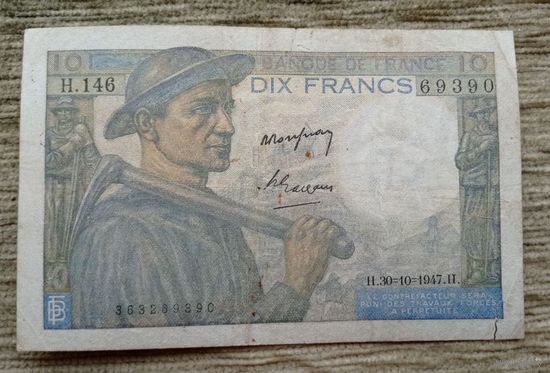 10 BANQUE DE FRANCE 10
H.146 DIX FRANCS 69390
H.30=10=1947.H.
LE CONTREFACTEUR SERA
PUNI DES TRAVAUX FORCÉS
A PERPÉTUITÉ
363269390